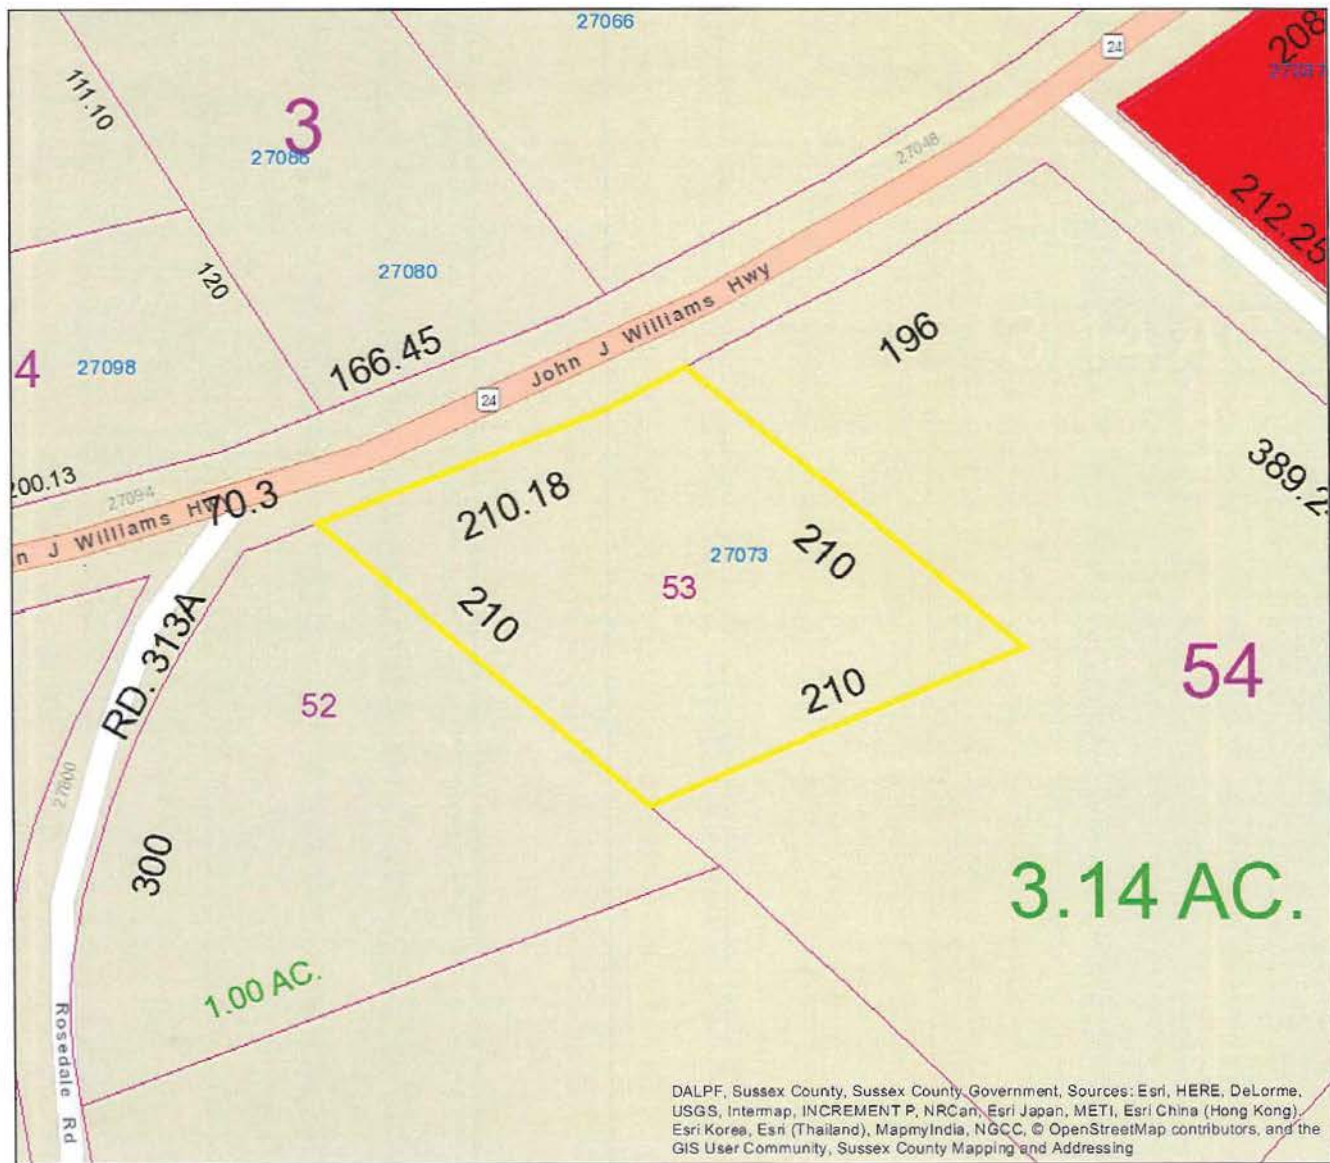 27066
24
208
111.10
3
27086
27048
212.25
120
27080
John J Williams Hwy
196
166.45
4
27098
24
389.2
200.13
27094
70.3
n J Williams Hwy
210.18
27073
210
53
210
RD. 313A
210
54
52
27800
300
3.14 AC.
1.00 AC.
Rosedale Rd
DALPF, Sussex County, Sussex County Government, Sources: Esri, HERE, DeLorme,
USGS, Intermap, INCREMENT P, NRCan, Esri Japan, METI, Esri China (Hong Kong),
Esri Korea, Esri (Thailand), MapmyIndia, NGCC, © OpenStreetMap contributors, and the
GIS User Community, Sussex County Mapping and Addressing